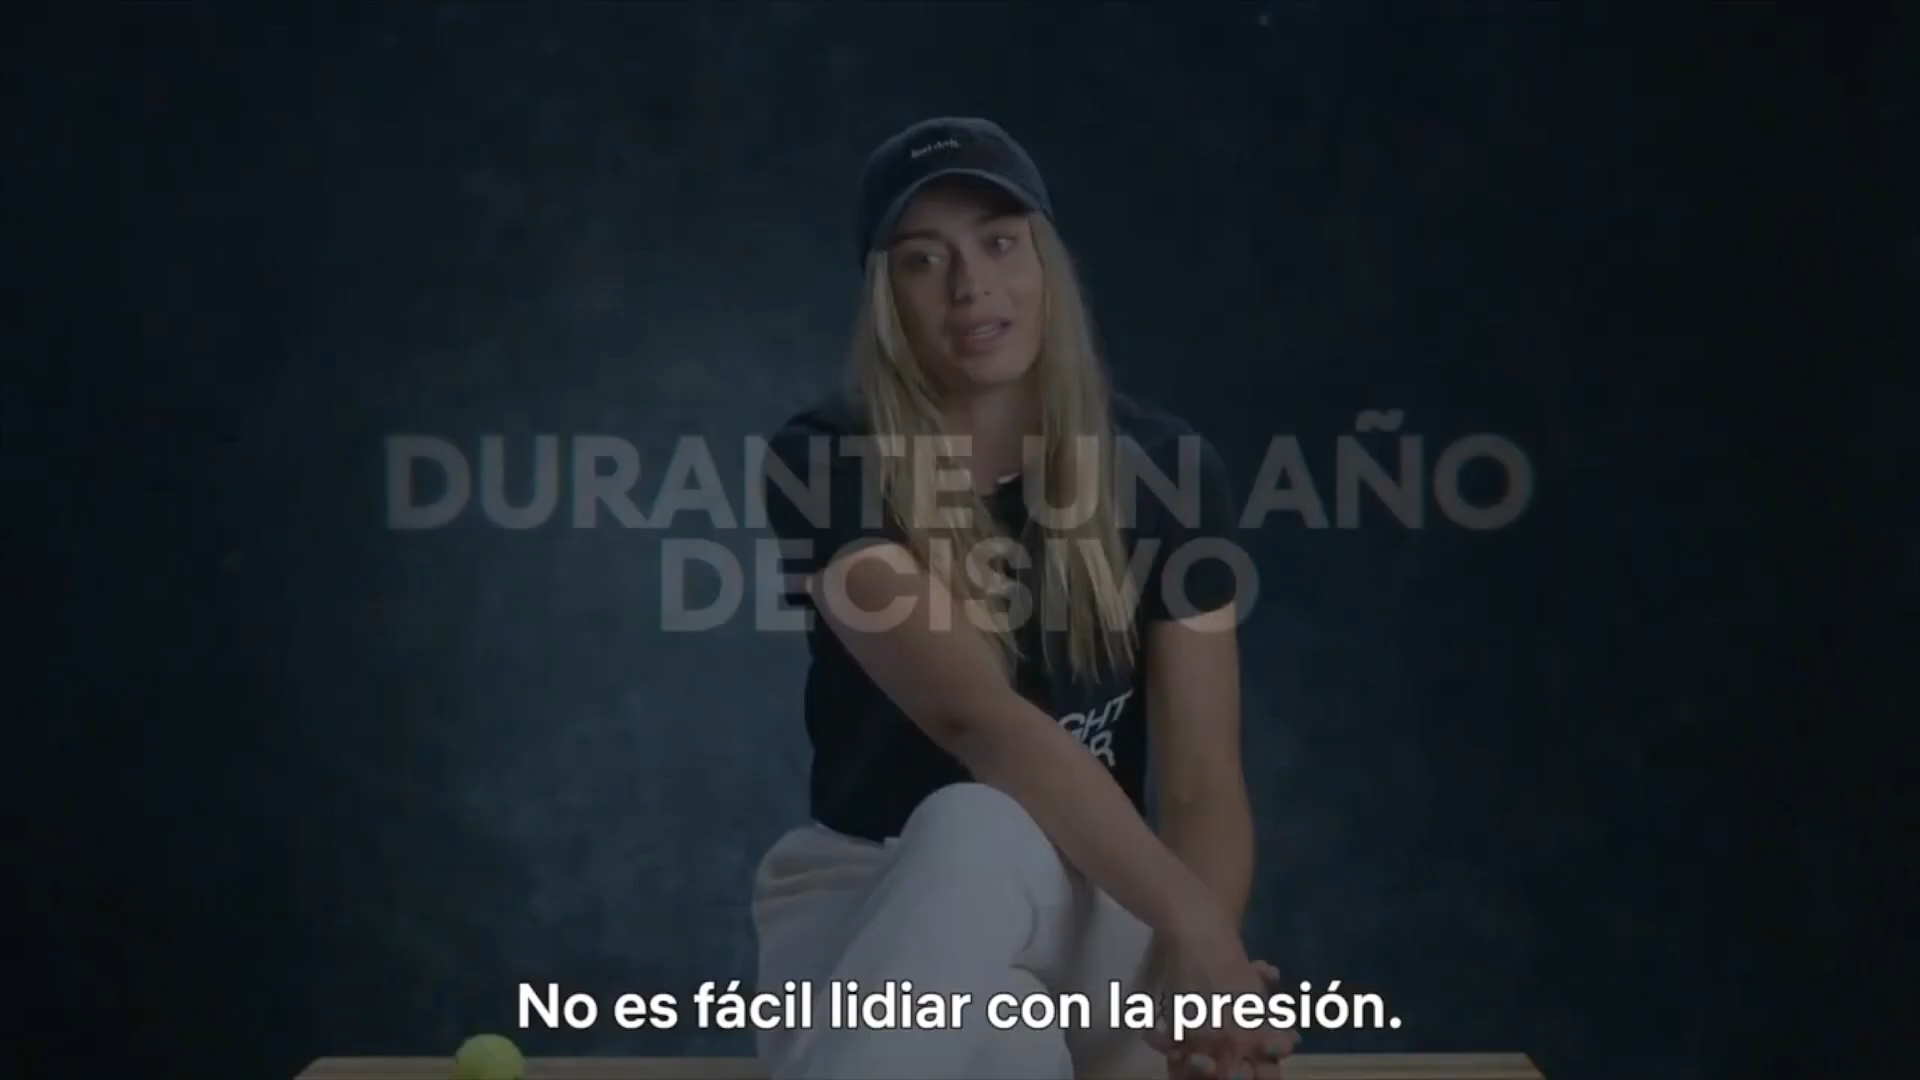 DURANTE UN AÑO
DECISIVO
No es fácil lidiar con la presión.